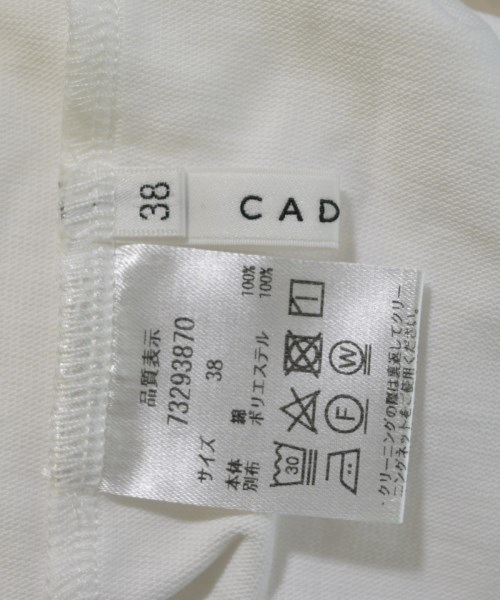 38
C A D
品質表示
73293870
サイズ 38
本体 綿 100%
別布 ポリエステル 100%
30
F
W
クリーニングの際は裏返してクリー
ニングネットをご使用ください。